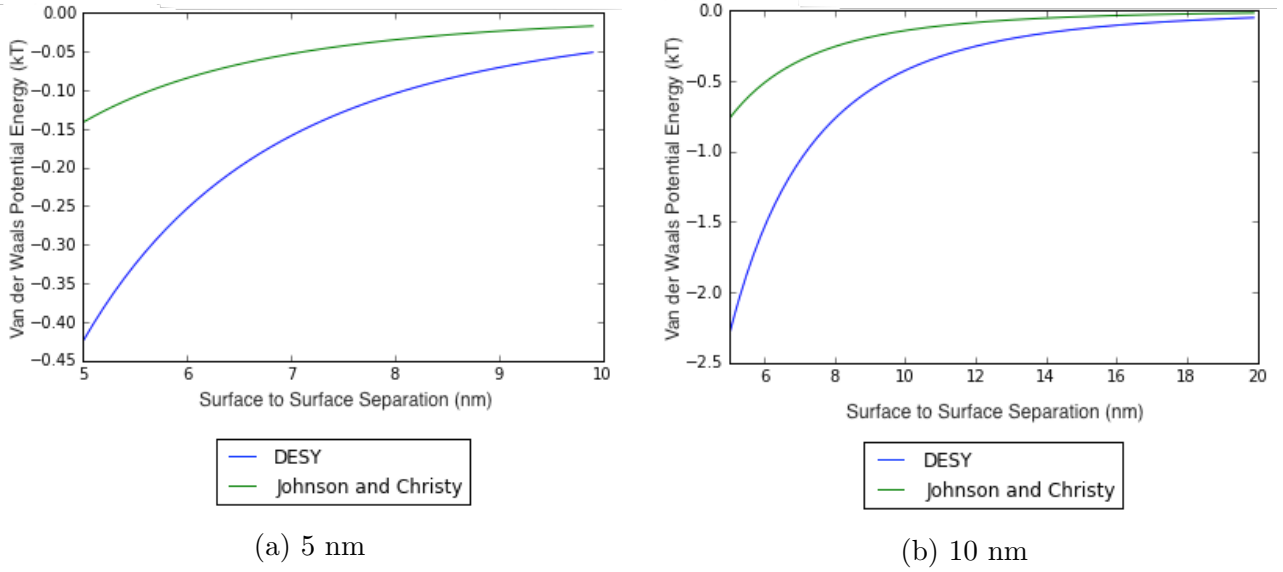 0.00
−0.05
−0.10
−0.15
−0.20
−0.25
−0.30
−0.35
−0.40
−0.45
Van der Waals Potential Energy (kT)
5 6 7 8 9 10
Surface to Surface Separation (nm)
DESY
Johnson and Christy
(a) 5 nm
0.0
−0.5
−1.0
−1.5
−2.0
−2.5
Van der Waals Potential Energy (kT)
6 8 10 12 14 16 18 20
Surface to Surface Separation (nm)
DESY
Johnson and Christy
(b) 10 nm